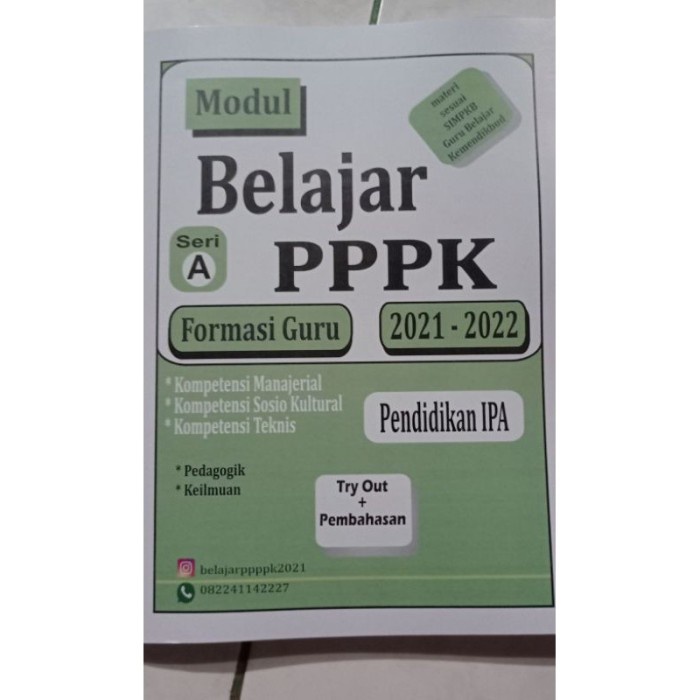 Modul
materi
sesuai
SIMPKB
Guru Belajar
Kemendikbud
Belajar
Seri
A
PPPK
Formasi Guru
2021 - 2022
* Kompetensi Manajerial
* Kompetensi Sosio Kultural
* Kompetensi Teknis
Pendidikan IPA
* Pedagogik
* Keilmuan
Try Out
+
Pembahasan
belajarppppk2021
082241142227